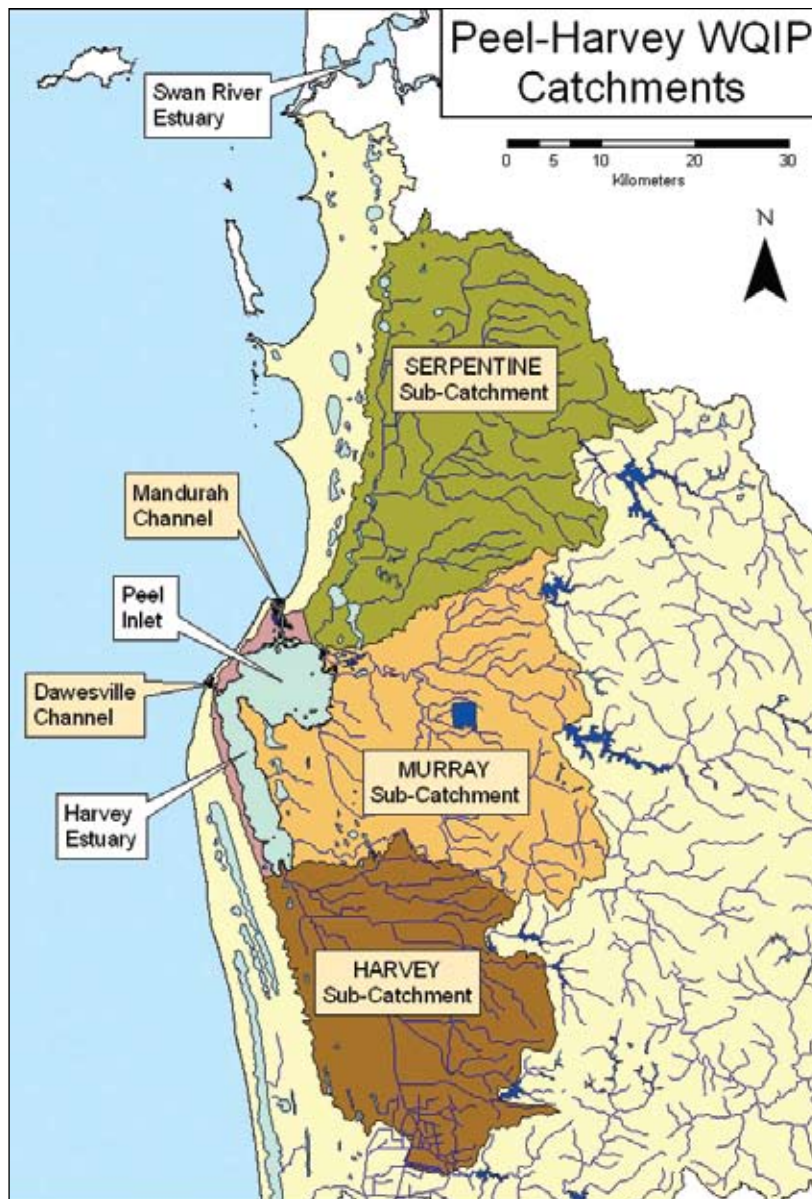 Peel-Harvey WQIP
Catchments
Swan River
Estuary
0 5 10 20 30
Kilometers
N
SERPENTINE
Sub-Catchment
Mandurah
Channel
Peel
Inlet
Dawesville
Channel
MURRAY
Sub-Catchment
Harvey
Estuary
HARVEY
Sub-Catchment